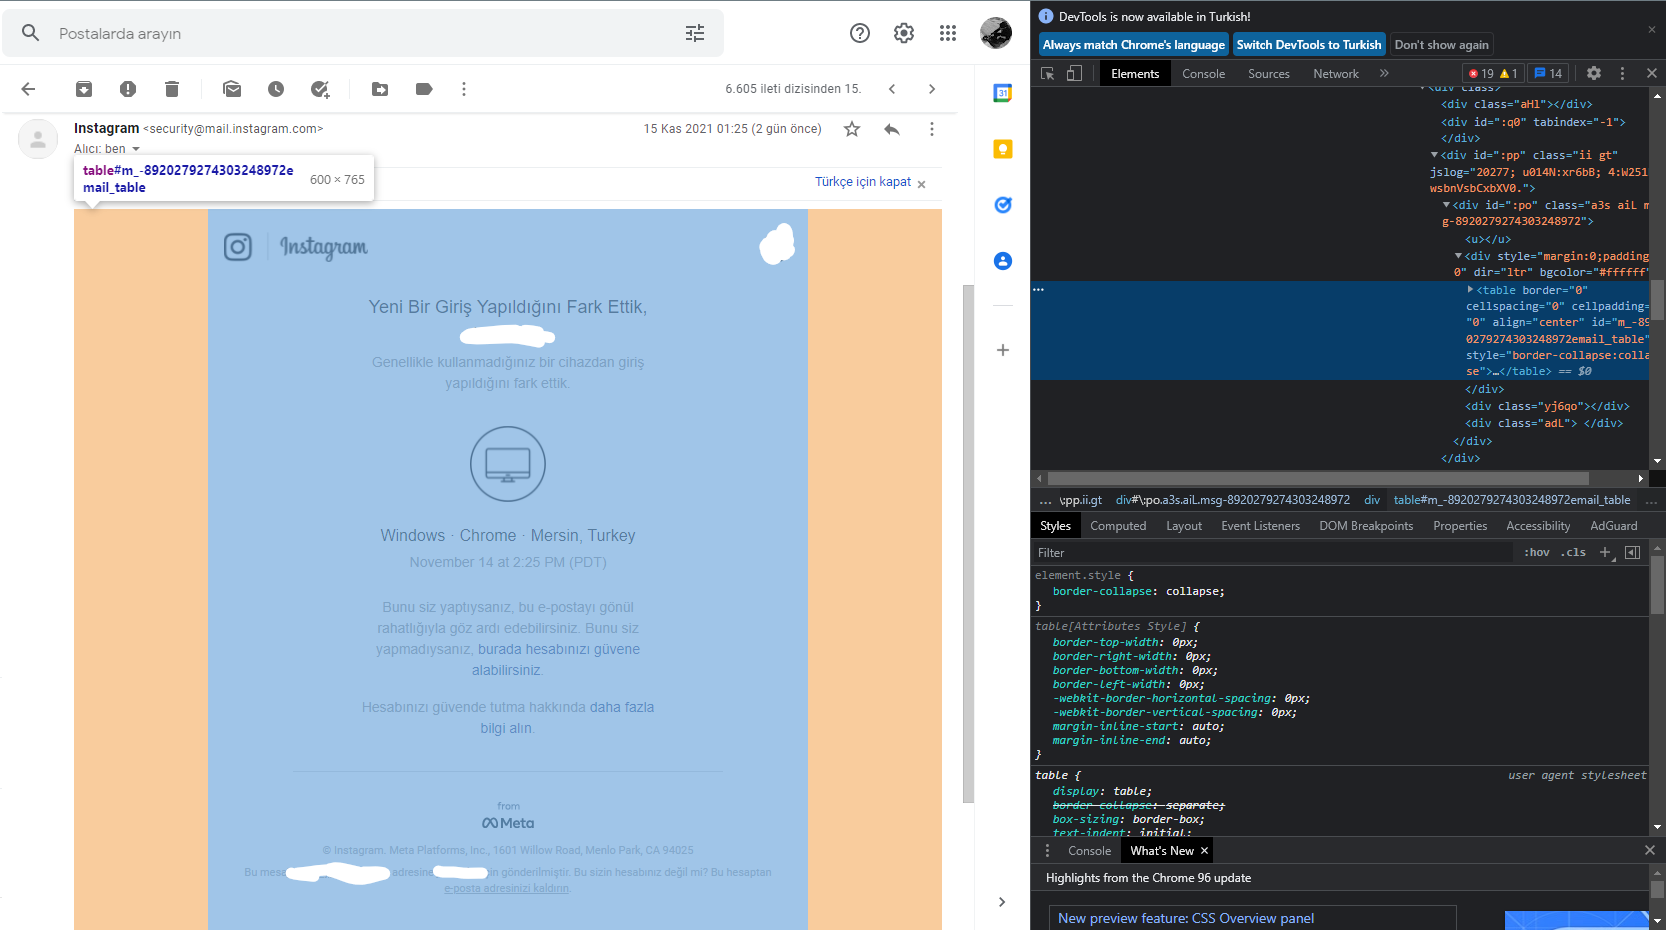 Postalarda arayın
6.605 ileti dizisinden 15.
Instagram <security@mail.instagram.com>
15 Kas 2021 01:25 (2 gün önce)
Alıcı: ben
table#m_-8920279274303248972e
mail_table
600 × 765
Türkçe için kapat
Instagram
Yeni Bir Giriş Yapıldığını Fark Ettik,
Genellikle kullanmadığınız bir cihazdan giriş
yapıldığını fark ettik.
Windows · Chrome · Mersin, Turkey
November 14 at 2:25 PM (PDT)
Bunu siz yaptıysanız, bu e-postayı gönül
rahatlığıyla göz ardı edebilirsiniz. Bunu siz
yapmadıysanız, burada hesabınızı güvene
alabilirsiniz.
Hesabınızı güvende tutma hakkında daha fazla
bilgi alın.
from
Meta
© Instagram. Meta Platforms, Inc., 1601 Willow Road, Menlo Park, CA 94025
Bu adresine gönderilmiştir. Bu sizin hesabınız değil mi? Bu hesaptan
e-posta adresinizi kaldırın.
31
DevTools is now available in Turkish!
Always match Chrome's language Switch DevTools to Turkish Don't show again
Elements Console Sources Network » 19 1 14
<div class>
<div class="aHl"></div>
<div id=":q0" tabindex="-1">
</div>
<div id=":pp" class="ii gt"
jslog="20277; u014N:xr6bB; 4:W251
wsbnVsbCxbXV0.">
<div id=":po" class="a3s aiL m
g-8920279274303248972">
<u></u>
<div style="margin:0;padding
0" dir="ltr" bgcolor="#ffffff"
<table border="0"
cellspacing="0" cellpadding=
"0" align="center" id="m_-89
20279274303248972email_table"
style="border-collapse:colla
se">…</table> == $0
</div>
<div class="yj6qo"></div>
<div class="adL"> </div>
</div>
</div>
... \:pp.ii.gt div#\:po.a3s.aiL.msg-8920279274303248972 div table#m_-8920279274303248972email_table ...
Styles Computed Layout Event Listeners DOM Breakpoints Properties Accessibility AdGuard
Filter :hov .cls +
element.style {
border-collapse: collapse;
}
table[Attributes Style] {
border-top-width: 0px;
border-right-width: 0px;
border-bottom-width: 0px;
border-left-width: 0px;
-webkit-border-horizontal-spacing: 0px;
-webkit-border-vertical-spacing: 0px;
margin-inline-start: auto;
margin-inline-end: auto;
}
table { user agent stylesheet
display: table;
border-collapse: separate;
box-sizing: border-box;
text-indent: initial;
Console What's New ×
Highlights from the Chrome 96 update
New preview feature: CSS Overview panel